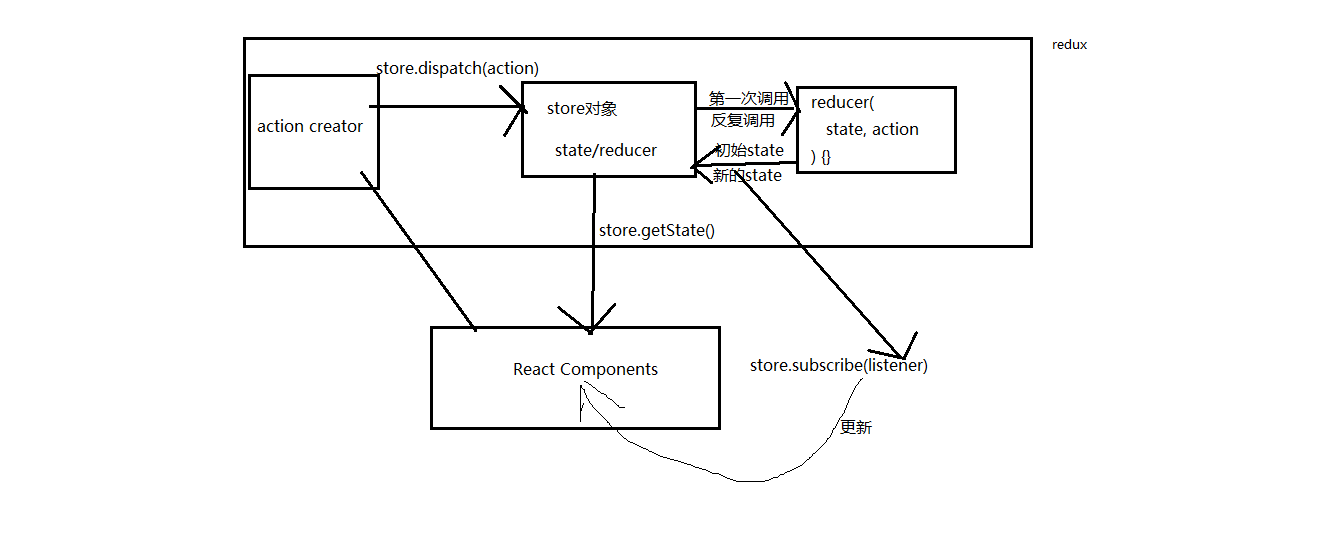 redux
store.dispatch(action)
action creator
store对象
state/reducer
第一次调用
反复调用
初始state
新的state
reducer(
state, action
) {}
store.getState()
React Components
store.subscribe(listener)
更新